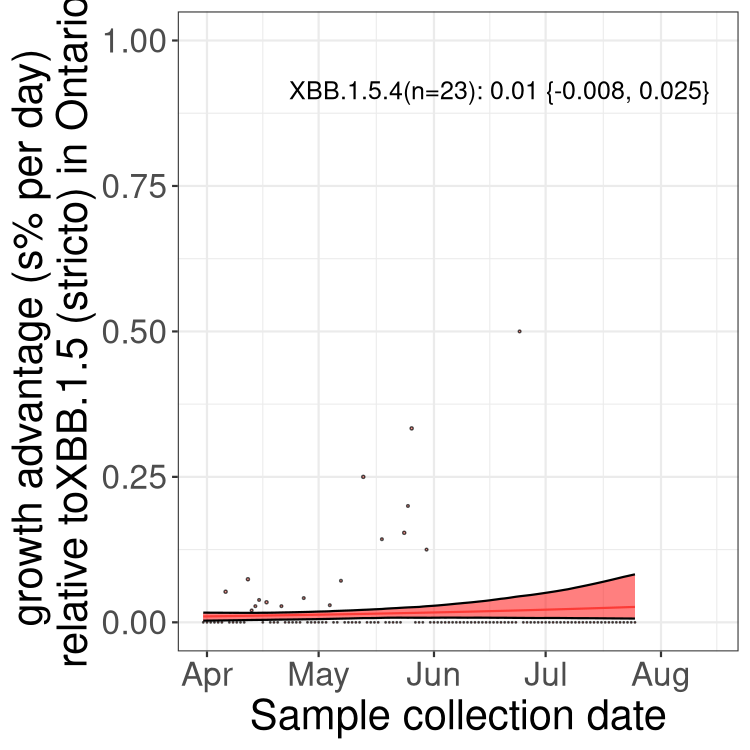 growth advantage (s% per day)
relative toXBB.1.5 (stricto) in Ontario
1.00
XBB.1.5.4(n=23): 0.01 {-0.008, 0.025}
0.75
0.50
0.25
0.00
Apr May Jun Jul Aug
Sample collection date